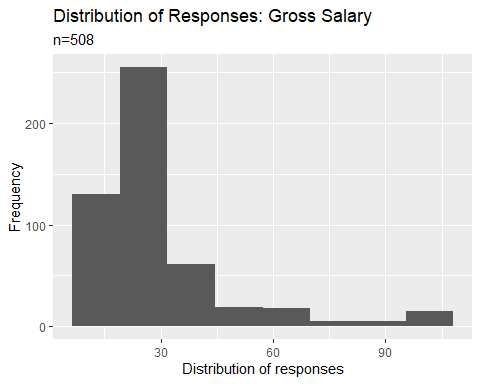 Distribution of Responses: Gross Salary
n=508
Frequency
200
100
0
30 60 90
Distribution of responses